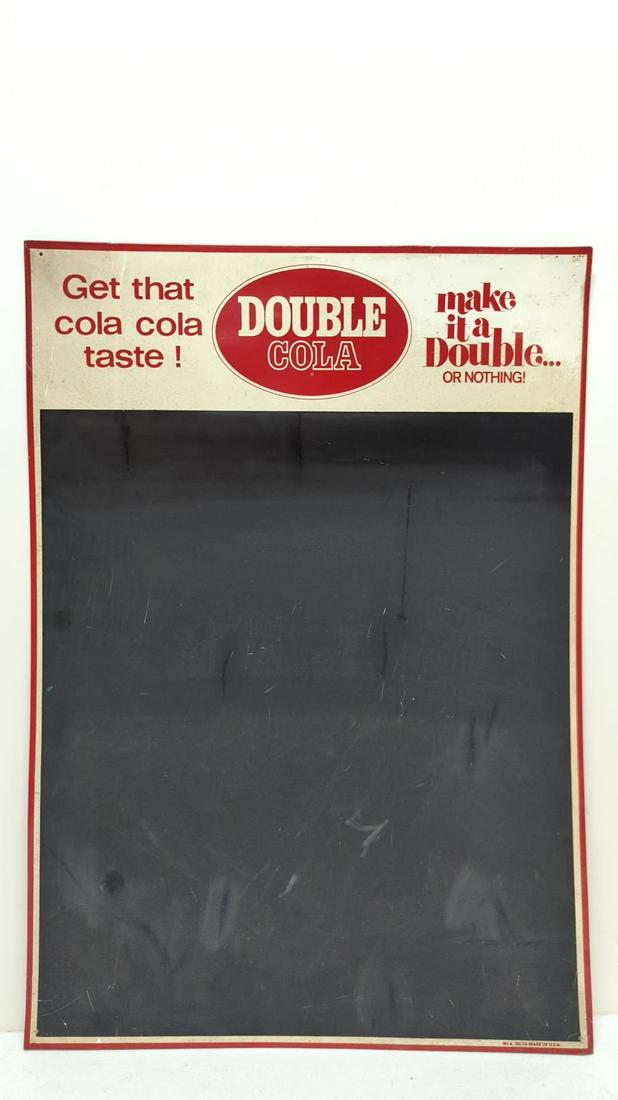 Get that
cola cola
taste !
DOUBLE
COLA
make
it a
Double...
OR NOTHING!
MADE IN U.S.A.